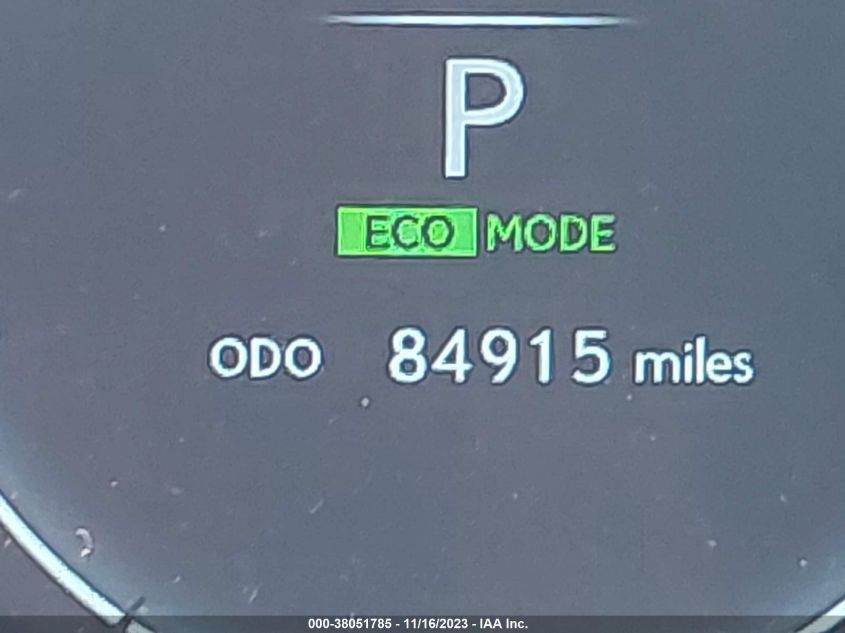 P
ECO MODE
ODO 84915 miles
000-38051785 - 11/16/2023 - IAA Inc.